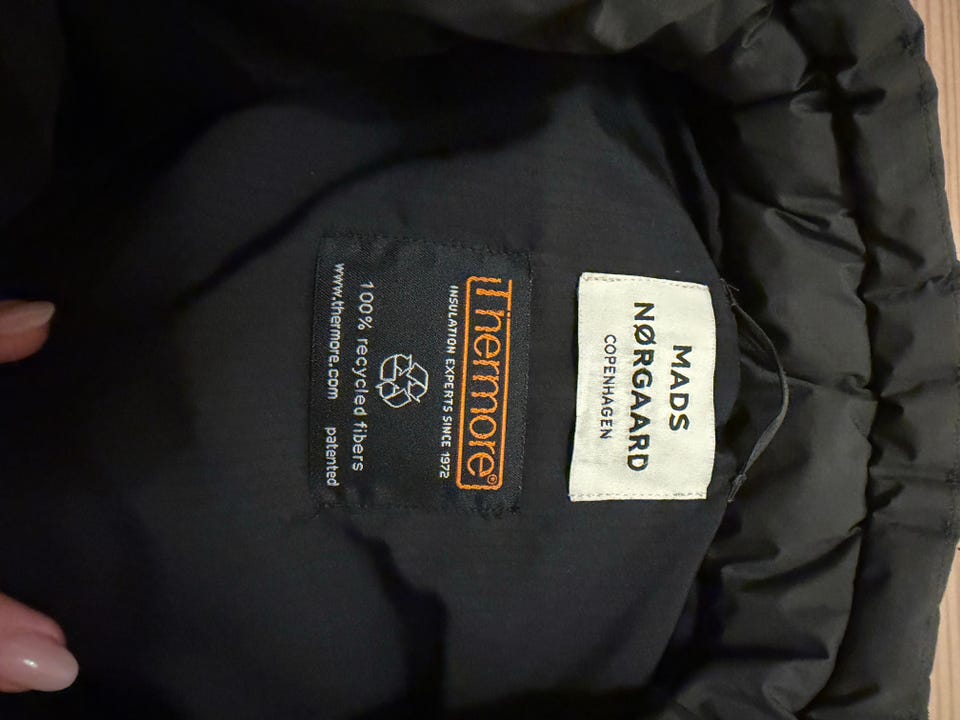 MADS
NØRGAARD
COPENHAGEN
Thermore®
INSULATION EXPERTS SINCE 1972
100% recycled fibers
www.thermore.com patented